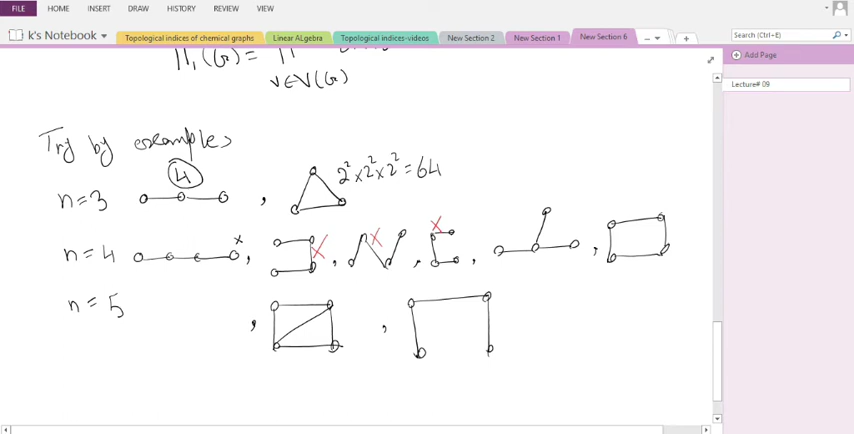 FILE HOME INSERT DRAW HISTORY REVIEW VIEW
k's Notebook Topological indices of chemical graphs Linear ALgebra Topological indices-videos New Section 2 New Section 1 New Section 6 Search (Ctrl+E)
Add Page
Lecture# 09
Π₁(G) = Π
v∈V(G)
Try by examples
4
n=3 , 2² × 2² × 2² = 64
n=4 x , X , X , X , ,
n = 5
, ,